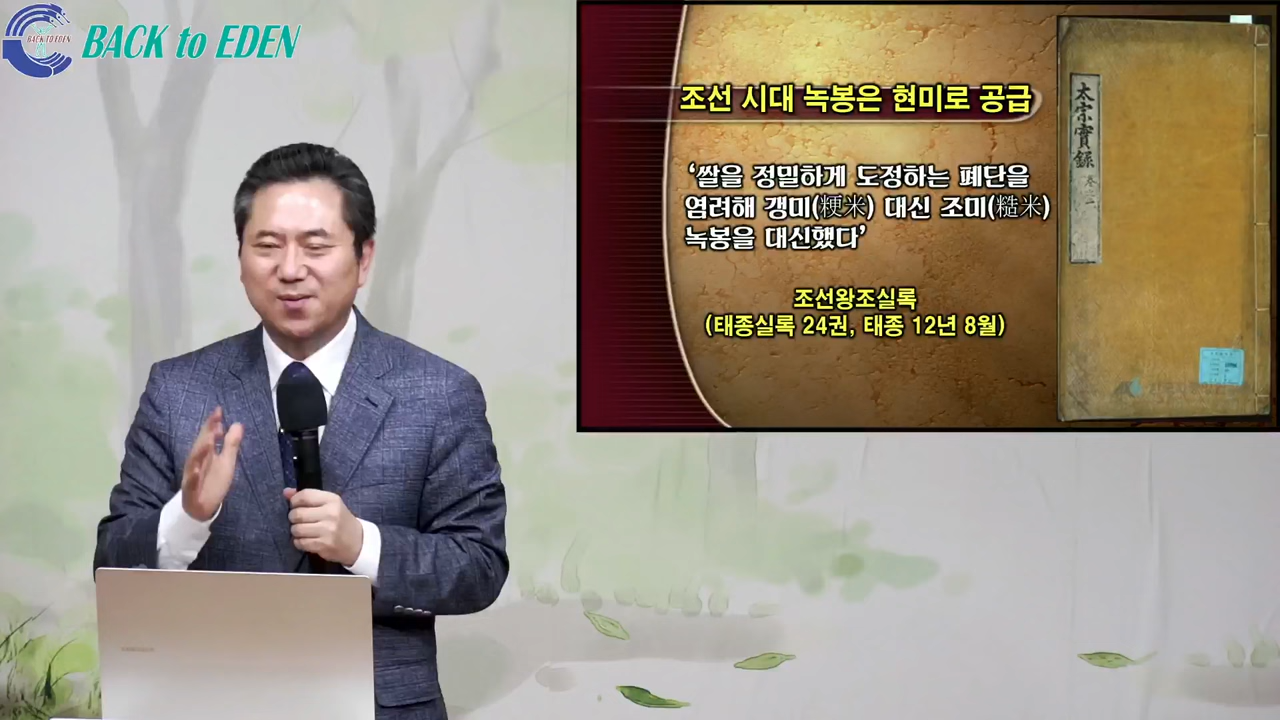 BACK TO EDEN
BACK to EDEN
조선 시대 녹봉은 현미로 공급
‘쌀을 정밀하게 도정하는 폐단을
염려해 갱미(粳米) 대신 조미(糙米)
녹봉을 대신했다’
조선왕조실록
(태종실록 24권, 태종 12년 8월)
太宗實錄